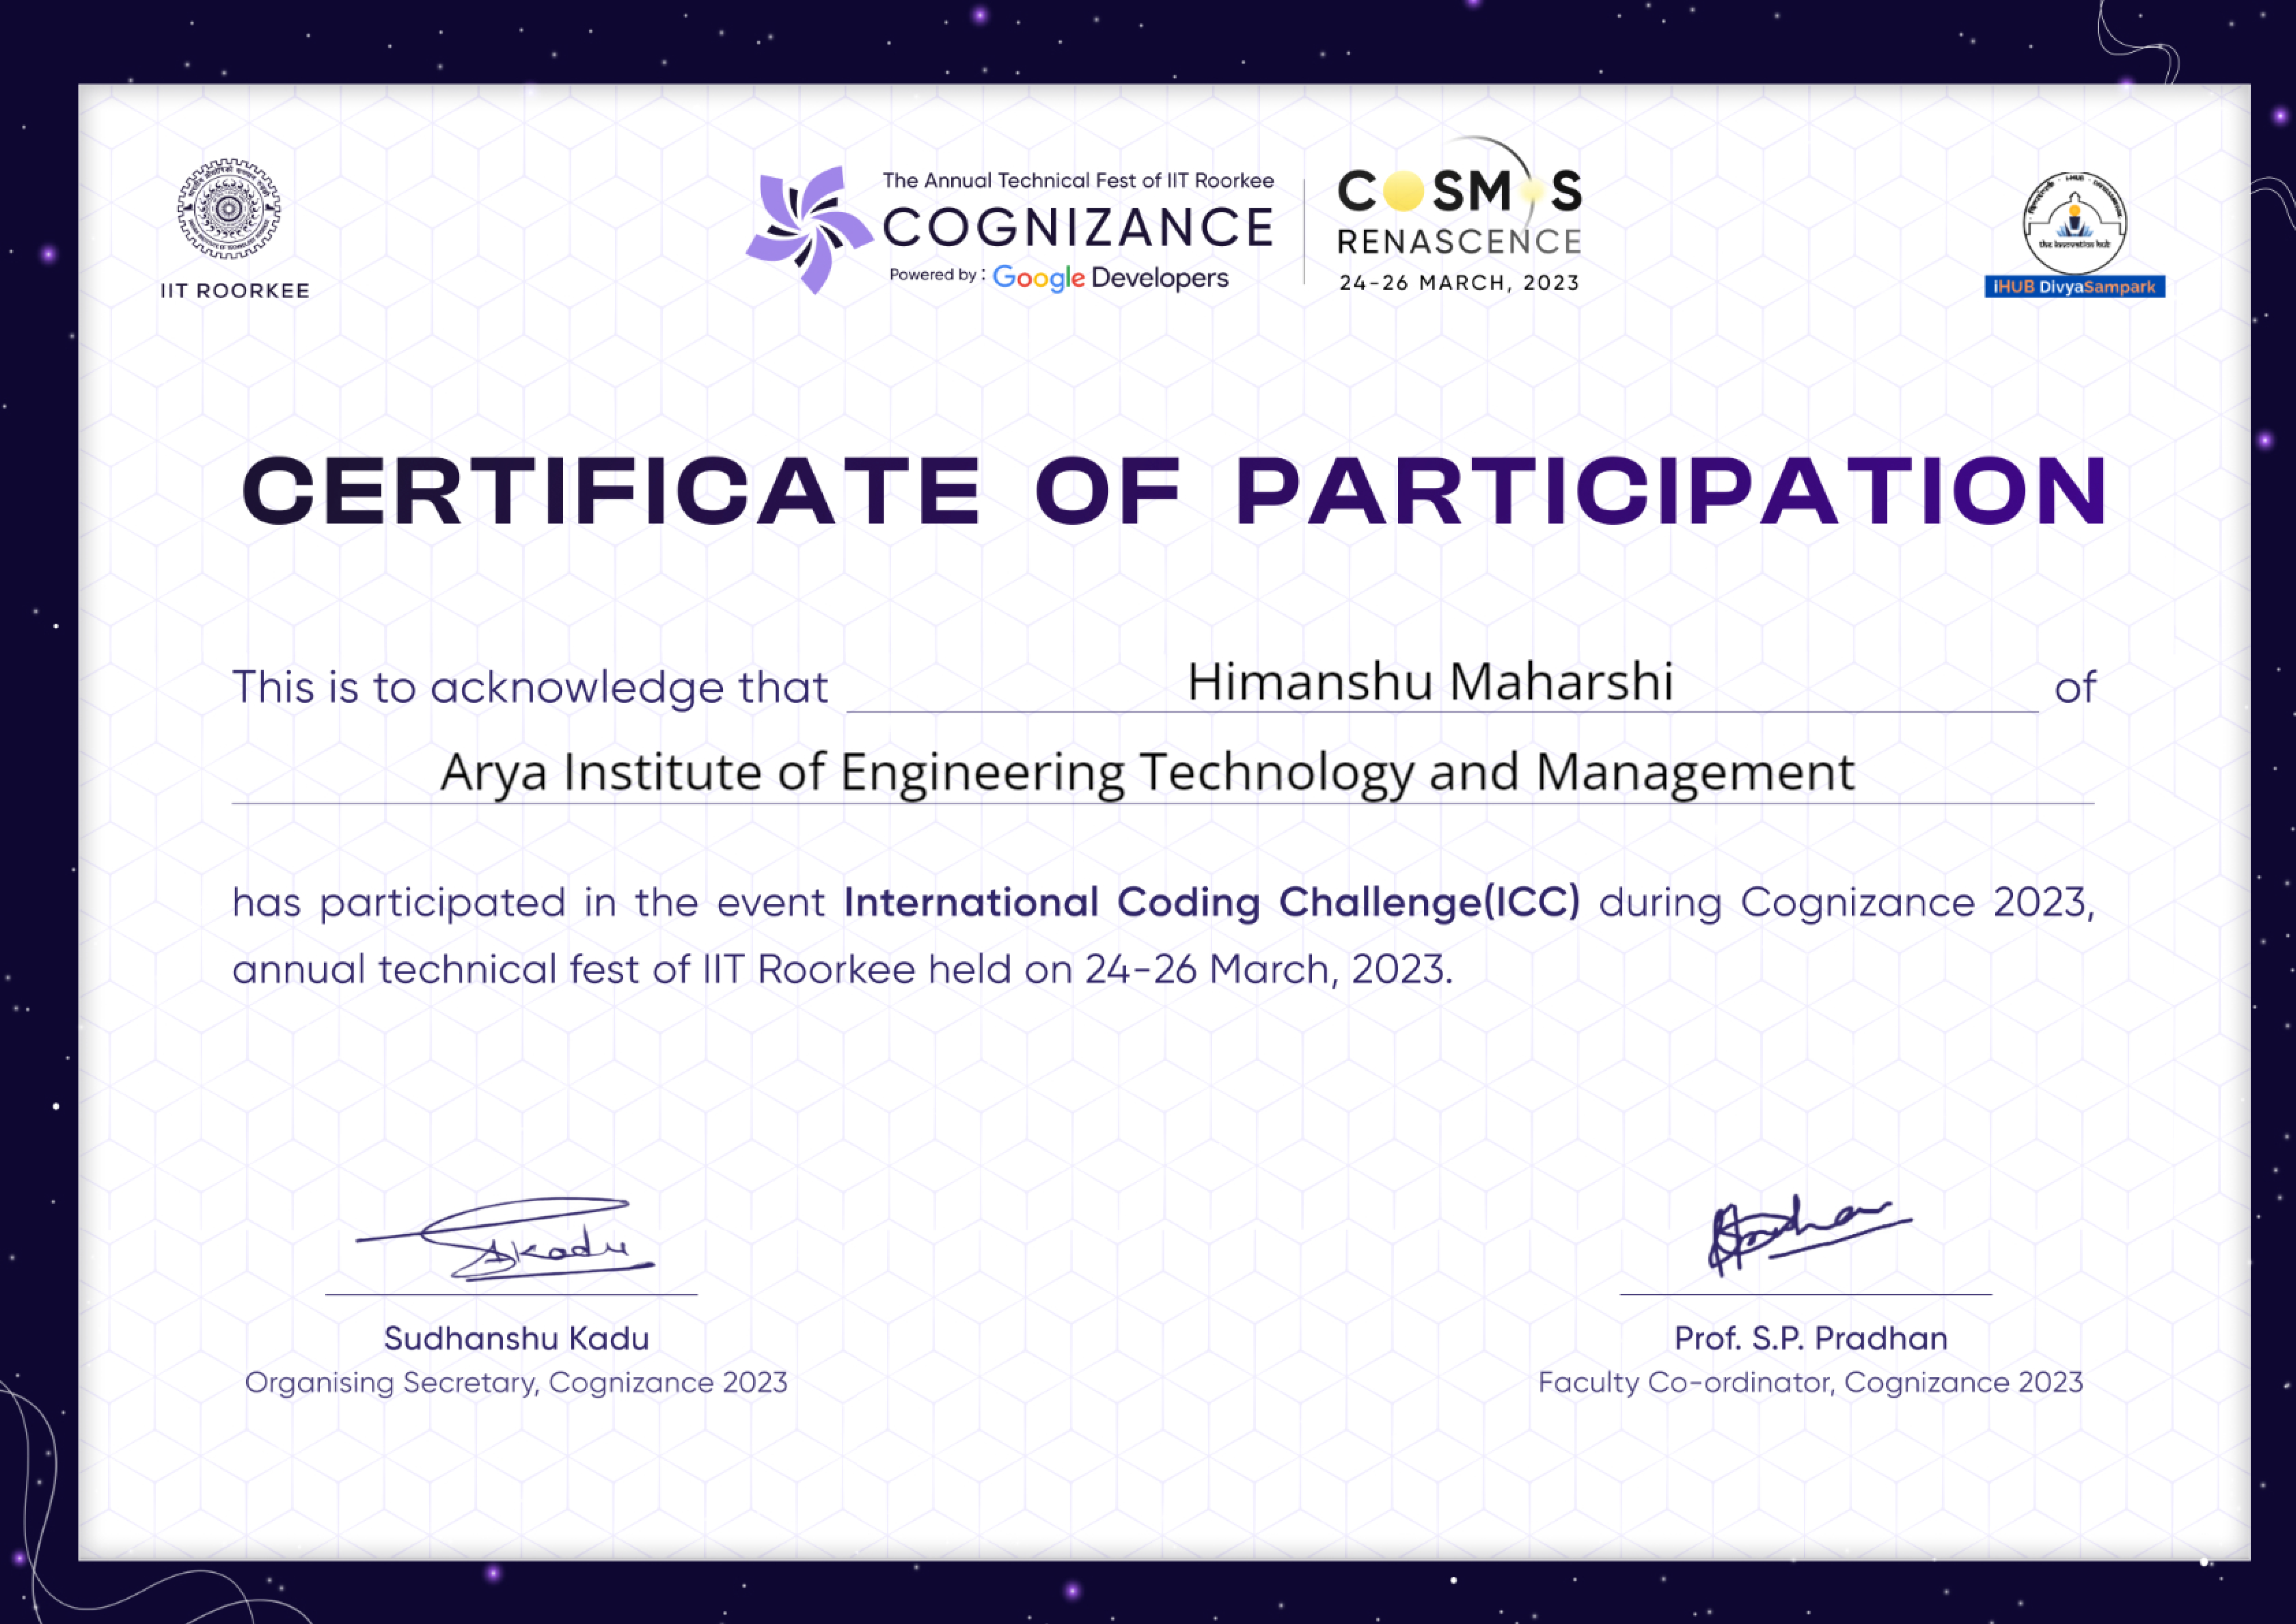 IIT ROORKEE
The Annual Technical Fest of IIT Roorkee
COGNIZANCE
Powered by : Google Developers
COSMOS
RENASCENCE
24-26 MARCH, 2023
the innovation hub
iHUB DivyaSampark
CERTIFICATE OF PARTICIPATION
This is to acknowledge that Himanshu Maharshi of
Arya Institute of Engineering Technology and Management
has participated in the event International Coding Challenge(ICC) during Cognizance 2023,
annual technical fest of IIT Roorkee held on 24-26 March, 2023.
Sudhanshu Kadu
Organising Secretary, Cognizance 2023
Prof. S.P. Pradhan
Faculty Co-ordinator, Cognizance 2023